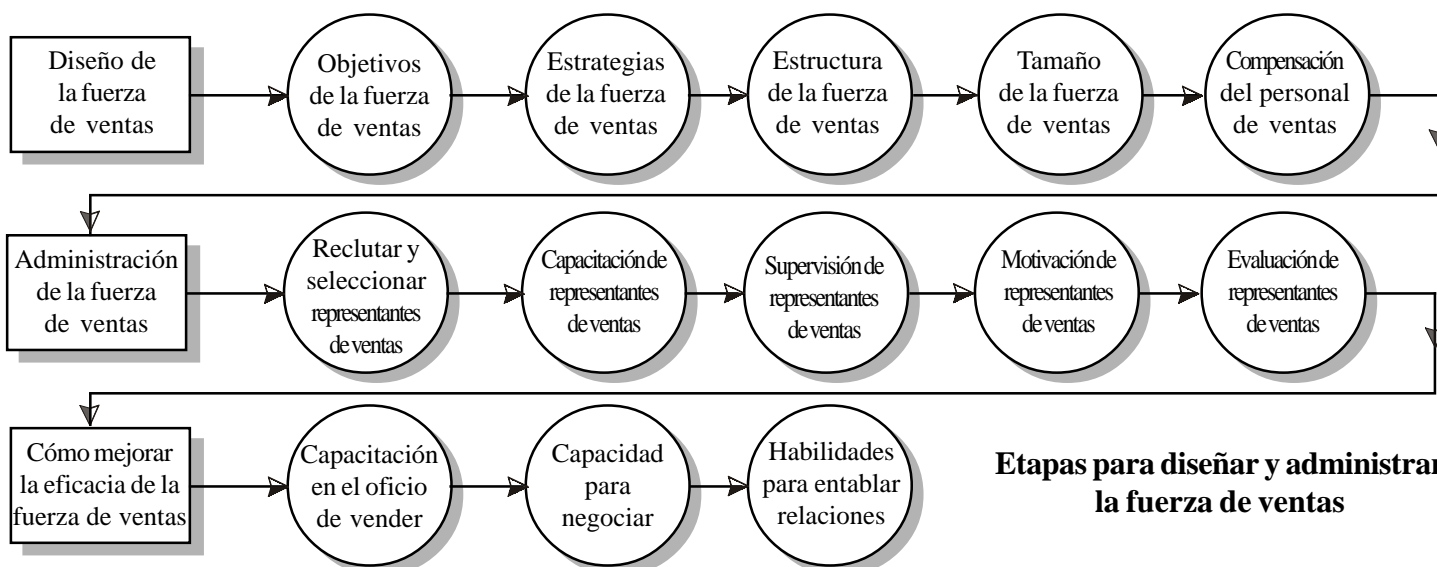 Diseño de
la fuerza
de ventas
Objetivos
de la fuerza
de ventas
Estrategias
de la fuerza
de ventas
Estructura
de la fuerza
de ventas
Tamaño
de la fuerza
de ventas
Compensación
del personal
de ventas
Administración
de la fuerza
de ventas
Reclutar y
seleccionar
representantes
de ventas
Capacitación de
representantes
de ventas
Supervisión de
representantes
de ventas
Motivación de
representantes
de ventas
Evaluación de
representantes
de ventas
Cómo mejorar
la eficacia de la
fuerza de ventas
Capacitación
en el oficio
de vender
Capacidad
para
negociar
Habilidades
para entablar
relaciones
Etapas para diseñar y administrar
la fuerza de ventas